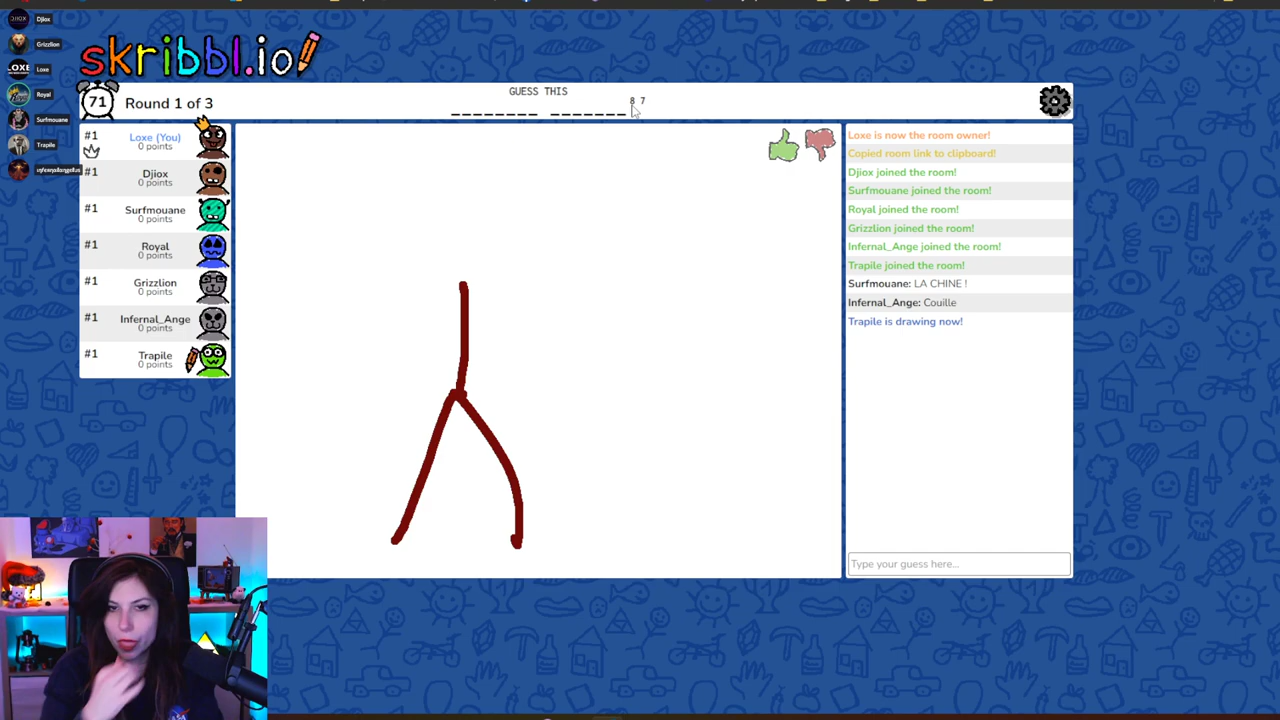 Djiox
Grizzlion
LOXE Loxe
Royal
Surfmouane
Trapile
skribbl.io
71 Round 1 of 3
GUESS THIS
________ _______ 8 7
#1 Loxe (You)
0 points
#1 Djiox
0 points
#1 Surfmouane
0 points
#1 Royal
0 points
#1 Grizzlion
0 points
#1 Infernal_Ange
0 points
#1 Trapile
0 points
Loxe is now the room owner!
Copied room link to clipboard!
Djiox joined the room!
Surfmouane joined the room!
Royal joined the room!
Grizzlion joined the room!
Infernal_Ange joined the room!
Trapile joined the room!
Surfmouane: LA CHINE !
Infernal_Ange: Couille
Trapile is drawing now!
Type your guess here...